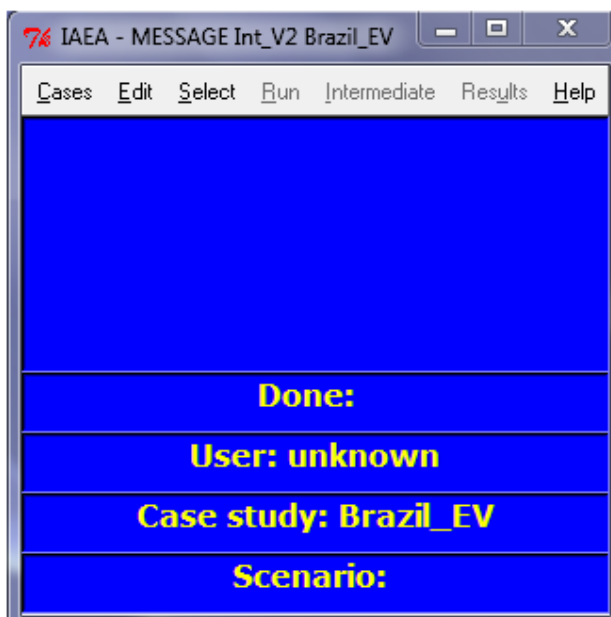 IAEA - MESSAGE Int_V2 Brazil_EV
Cases Edit Select Run Intermediate Results Help
Done:
User: unknown
Case study: Brazil_EV
Scenario: